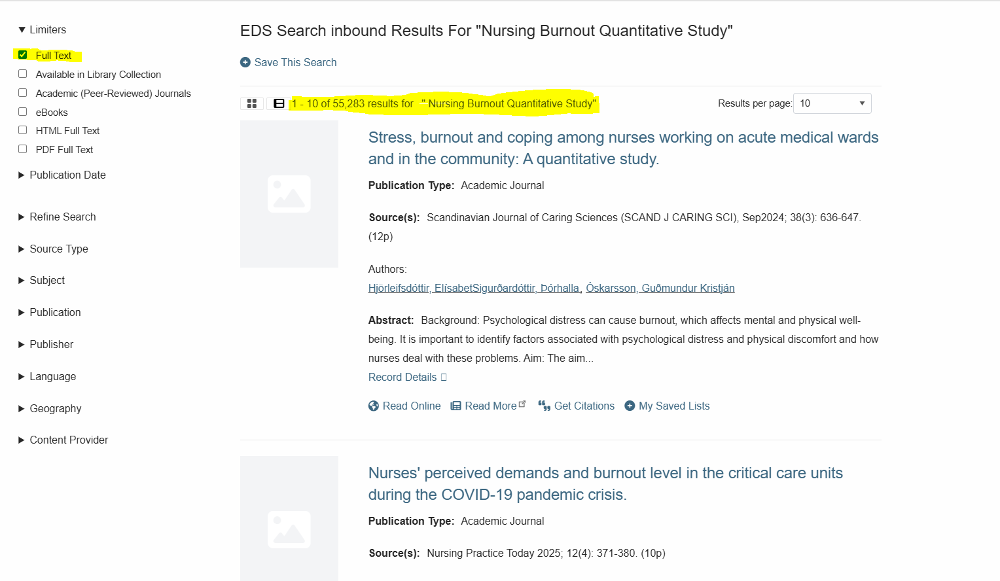 Limiters
Full Text
Available in Library Collection
Academic (Peer-Reviewed) Journals
eBooks
HTML Full Text
PDF Full Text
Publication Date
Refine Search
Source Type
Subject
Publication
Publisher
Language
Geography
Content Provider
EDS Search inbound Results For "Nursing Burnout Quantitative Study"
Save This Search
1 - 10 of 55,283 results for " Nursing Burnout Quantitative Study"
Results per page: 10
Stress, burnout and coping among nurses working on acute medical wards
and in the community: A quantitative study.
Publication Type: Academic Journal
Source(s): Scandinavian Journal of Caring Sciences (SCAND J CARING SCI), Sep2024; 38(3): 636-647.
(12p)
Authors:
Hjörleifsdóttir, ElísabetSigurðardóttir, Þórhalla, Óskarsson, Guðmundur Kristján
Abstract: Background: Psychological distress can cause burnout, which affects mental and physical well-
being. It is important to identify factors associated with psychological distress and physical discomfort and how
nurses deal with these problems. Aim: The aim...
Record Details
Read Online Read More Get Citations My Saved Lists
Nurses' perceived demands and burnout level in the critical care units
during the COVID-19 pandemic crisis.
Publication Type: Academic Journal
Source(s): Nursing Practice Today 2025; 12(4): 371-380. (10p)